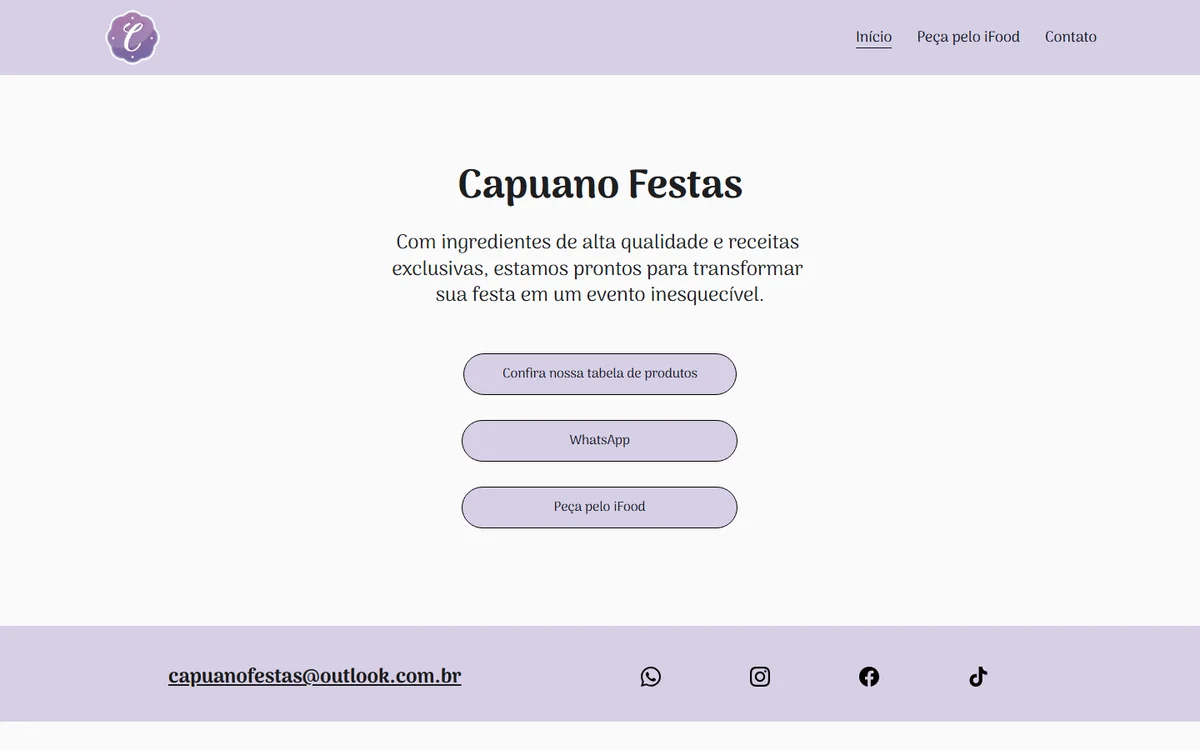 C
Início
Peça pelo iFood
Contato
Capuano Festas
Com ingredientes de alta qualidade e receitas
exclusivas, estamos prontos para transformar
sua festa em um evento inesquecível.
Confira nossa tabela de produtos
WhatsApp
Peça pelo iFood
capuanofestas@outlook.com.br